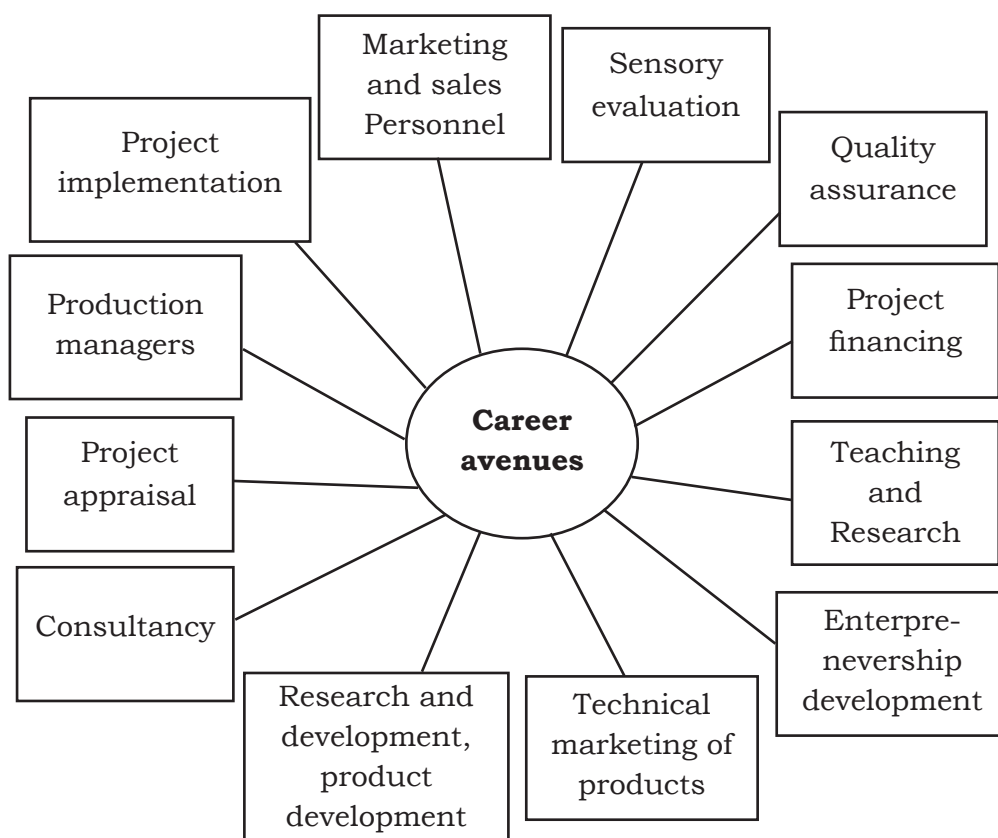 Marketing
and sales
Personnel
Sensory
evaluation
Project
implementation
Quality
assurance
Production
managers
Project
financing
Career
avenues
Project
appraisal
Teaching
and
Research
Consultancy
Enterpre-
nevership
development
Research and
development,
product
development
Technical
marketing of
products